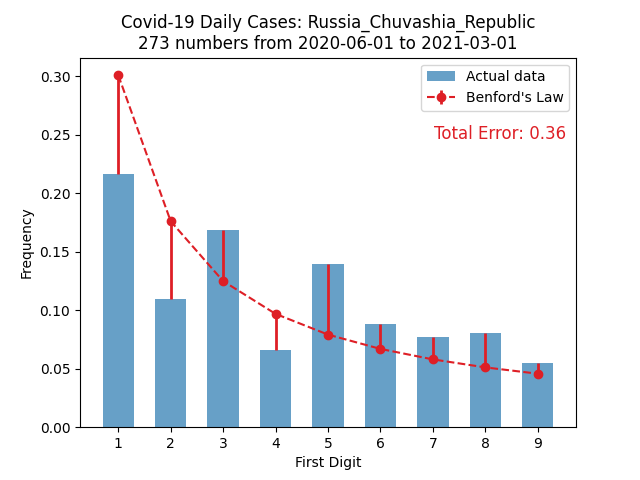 Covid-19 Daily Cases: Russia_Chuvashia_Republic
273 numbers from 2020-06-01 to 2021-03-01
Actual data
Benford's Law
Total Error: 0.36
Frequency
0.30
0.25
0.20
0.15
0.10
0.05
0.00
1 2 3 4 5 6 7 8 9
First Digit